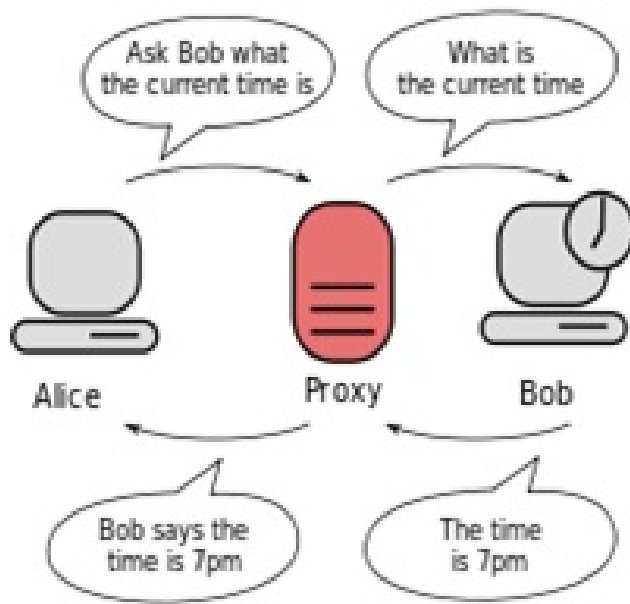 Ask Bob what
the current time is
What is
the current time
Alice
Proxy
Bob
Bob says the
time is 7pm
The time
is 7pm